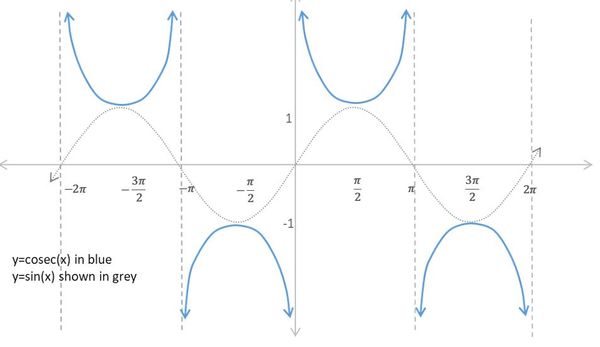 1
−2π
−3π/2
−π
−π/2
π/2
π
3π/2
2π
-1
y=cosec(x) in blue
y=sin(x) shown in grey